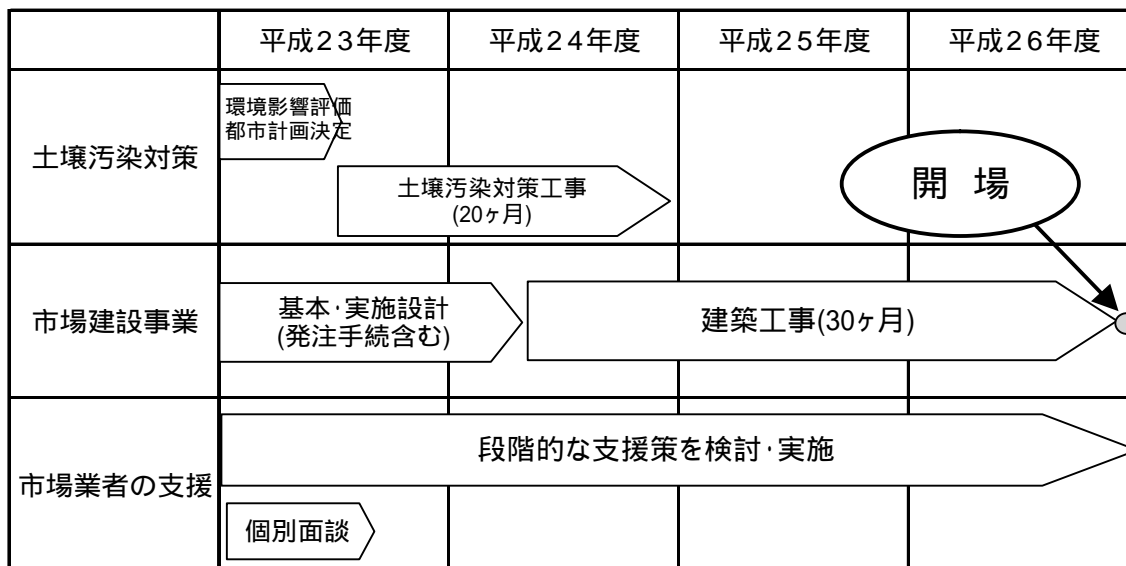 平成23年度
平成24年度
平成25年度
平成26年度
土壌汚染対策
環境影響評価
都市計画決定
土壌汚染対策工事
(20ヶ月)
開 場
市場建設事業
基本・実施設計
(発注手続含む)
建築工事(30ヶ月)
市場業者の支援
段階的な支援策を検討・実施
個別面談